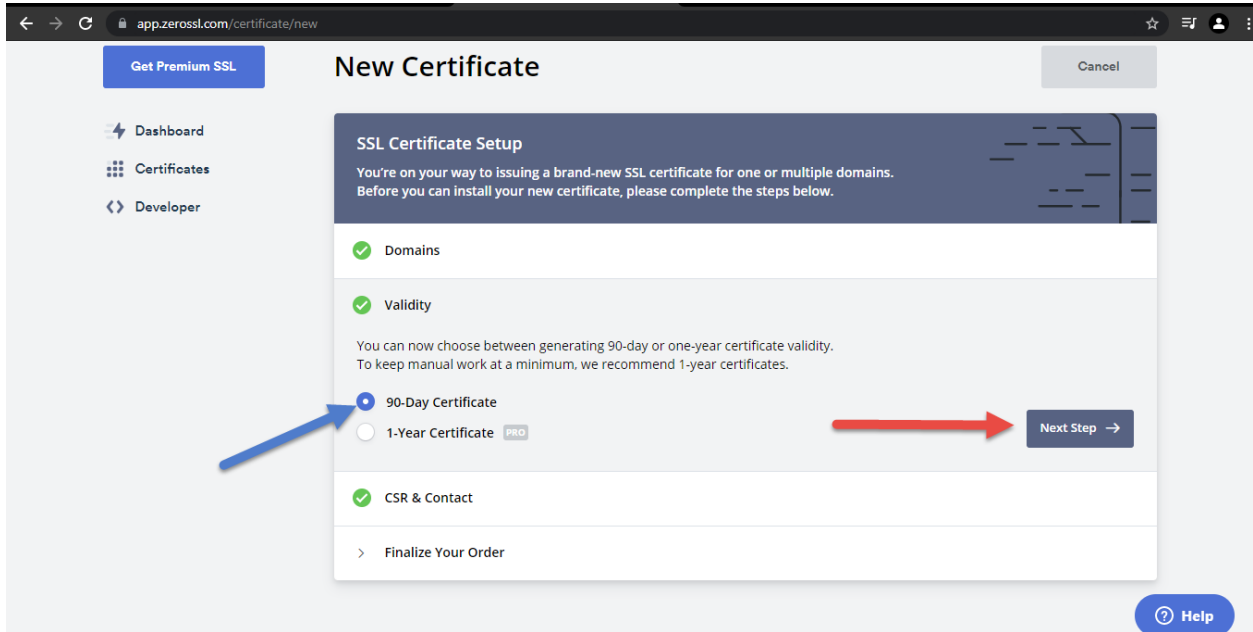 app.zerossl.com/certificate/new
Get Premium SSL
New Certificate
Cancel
Dashboard
Certificates
Developer
SSL Certificate Setup
You're on your way to issuing a brand-new SSL certificate for one or multiple domains.
Before you can install your new certificate, please complete the steps below.
Domains
Validity
You can now choose between generating 90-day or one-year certificate validity.
To keep manual work at a minimum, we recommend 1-year certificates.
90-Day Certificate
1-Year Certificate PRO
Next Step
CSR & Contact
Finalize Your Order
Help